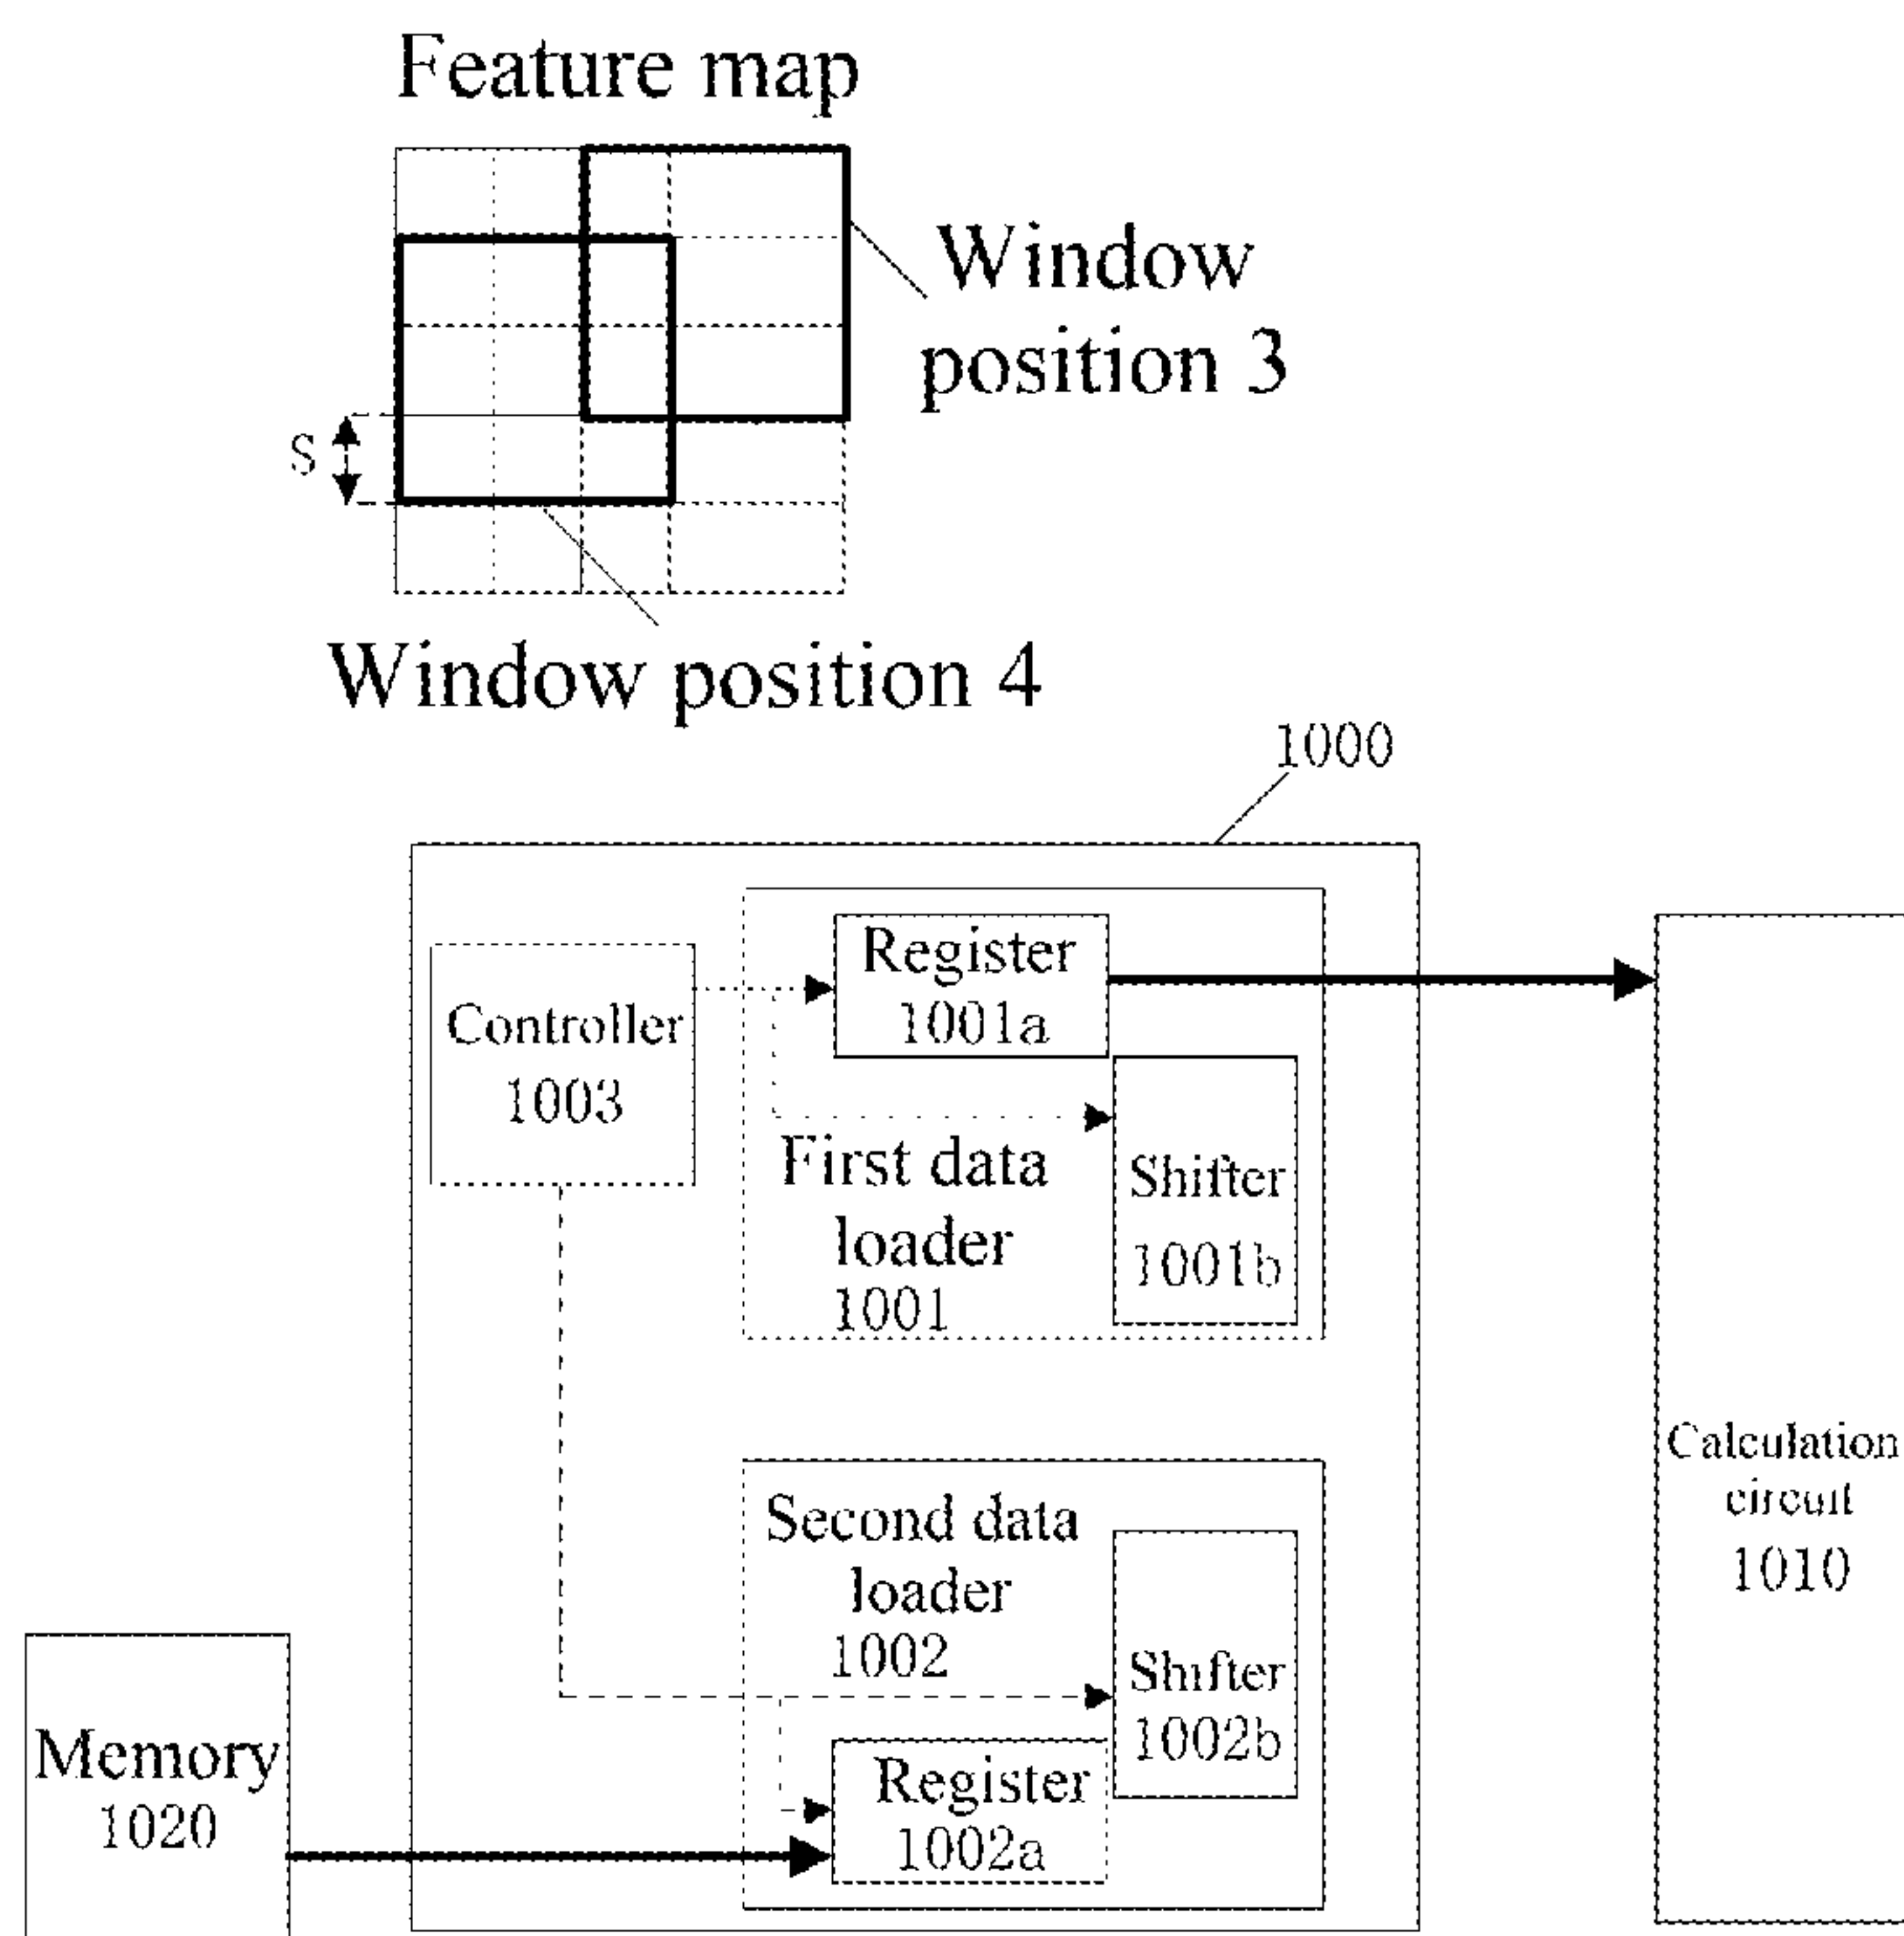 Feature map
Window
position 3
S
Window position 4
1000
Register
1001a
Controller
1003
First data
loader
1001
Shifter
1001b
Calculation
circuit
1010
Second data
loader
1002
Shifter
1002b
Memory
1020
Register
1002a